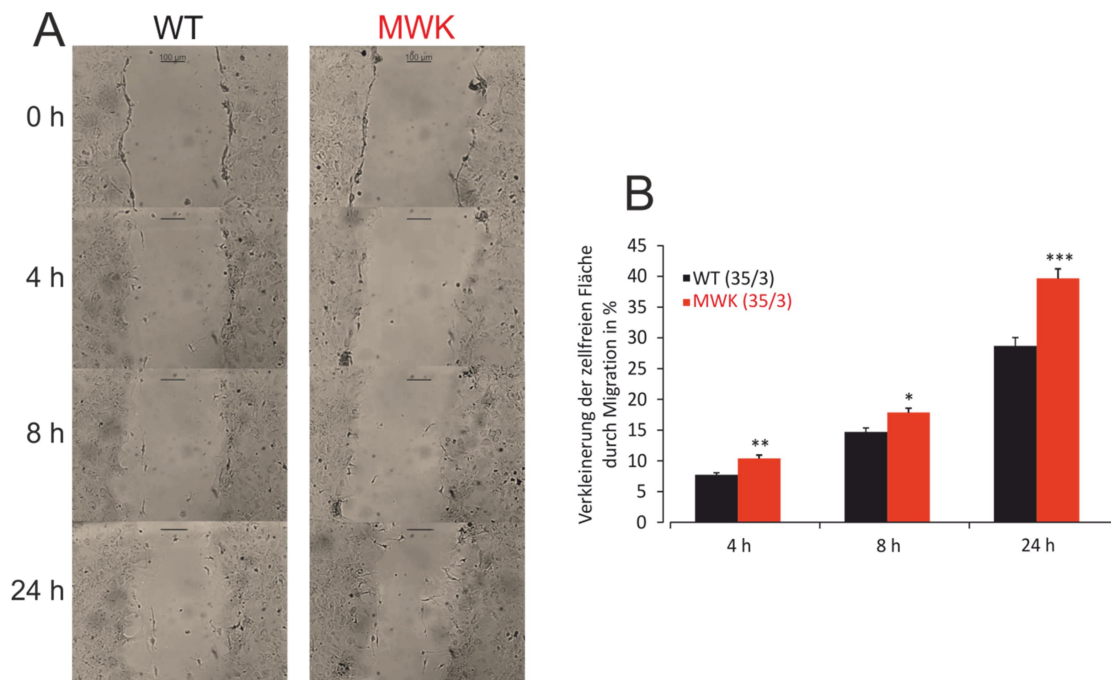 A
WT
MWK
100 µm
100 µm
0 h
4 h
8 h
24 h
B
Verkleinerung der zellfreien Fläche
durch Migration in %
45
40
35
30
25
20
15
10
5
0
WT (35/3)
MWK (35/3)
**
*
***
4 h
8 h
24 h